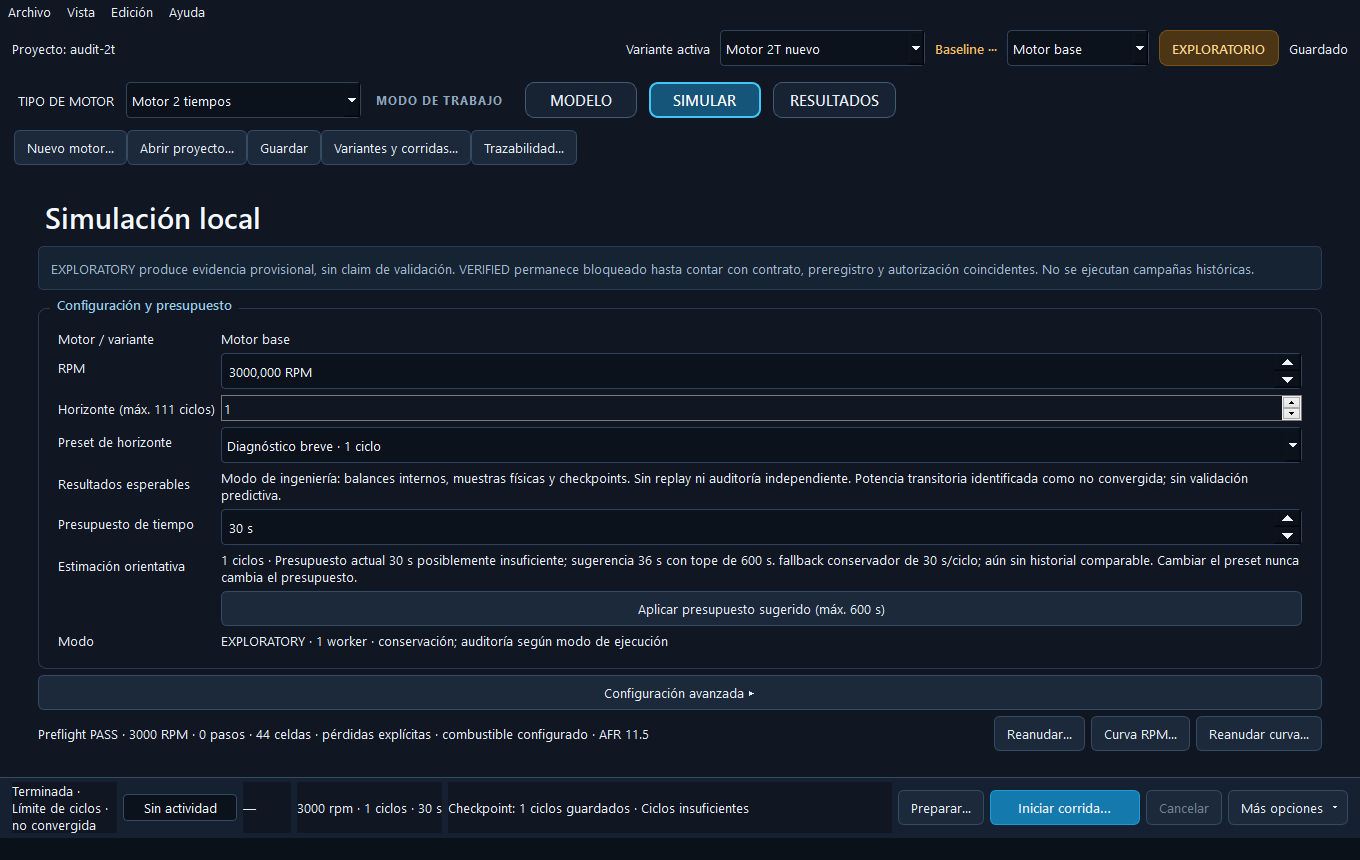 Archivo Vista Edición Ayuda
Proyecto: audit-2t Variante activa Motor 2T nuevo Baseline ··· Motor base EXPLORATORIO Guardado
TIPO DE MOTOR Motor 2 tiempos MODO DE TRABAJO MODELO SIMULAR RESULTADOS
Nuevo motor... Abrir proyecto... Guardar Variantes y corridas... Trazabilidad...
Simulación local
EXPLORATORY produce evidencia provisional, sin claim de validación. VERIFIED permanece bloqueado hasta contar con contrato, preregistro y autorización coincidentes. No se ejecutan campañas históricas.
Configuración y presupuesto
Motor / variante Motor base
RPM 3000,000 RPM
Horizonte (máx. 111 ciclos) 1
Preset de horizonte Diagnóstico breve · 1 ciclo
Resultados esperables Modo de ingeniería: balances internos, muestras físicas y checkpoints. Sin replay ni auditoría independiente. Potencia transitoria identificada como no convergida; sin validación
predictiva.
Presupuesto de tiempo 30 s
Estimación orientativa 1 ciclos · Presupuesto actual 30 s posiblemente insuficiente; sugerencia 36 s con tope de 600 s. fallback conservador de 30 s/ciclo; aún sin historial comparable. Cambiar el preset nunca
cambia el presupuesto.
Aplicar presupuesto sugerido (máx. 600 s)
Modo EXPLORATORY · 1 worker · conservación; auditoría según modo de ejecución
Configuración avanzada ▸
Preflight PASS · 3000 RPM · 0 pasos · 44 celdas · pérdidas explícitas · combustible configurado · AFR 11.5 Reanudar... Curva RPM... Reanudar curva...
Terminada ·
Límite de ciclos ·
no convergida
Sin actividad — 3000 rpm · 1 ciclos · 30 s Checkpoint: 1 ciclos guardados · Ciclos insuficientes Preparar... Iniciar corrida... Cancelar Más opciones